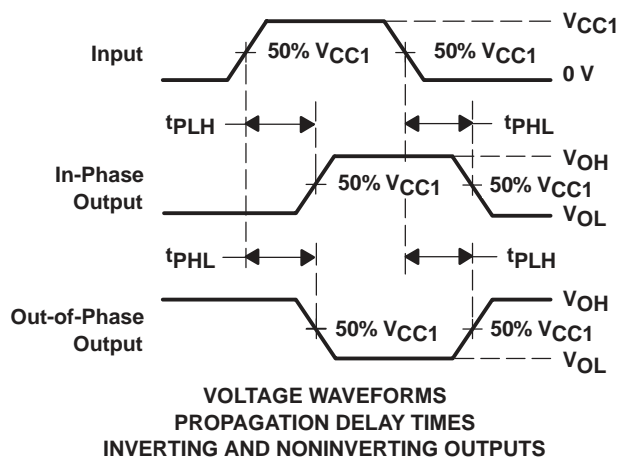 VCC1
Input 50% VCC1 50% VCC1
0 V
tPLH tPHL
In-Phase Output 50% VCC1 50% VCC1
VOH
VOL
tPHL tPLH
Out-of-Phase Output 50% VCC1 50% VCC1
VOH
VOL
VOLTAGE WAVEFORMS
PROPAGATION DELAY TIMES
INVERTING AND NONINVERTING OUTPUTS